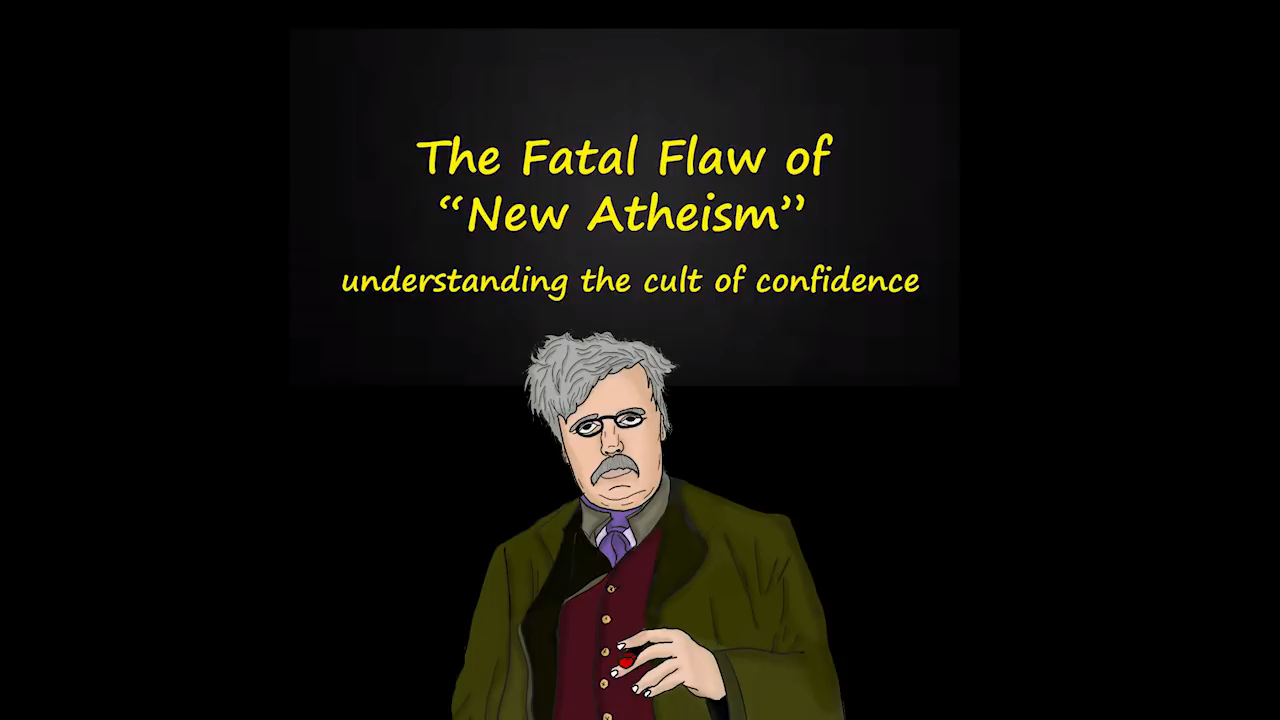 The Fatal Flaw of
“New Atheism”
understanding the cult of confidence